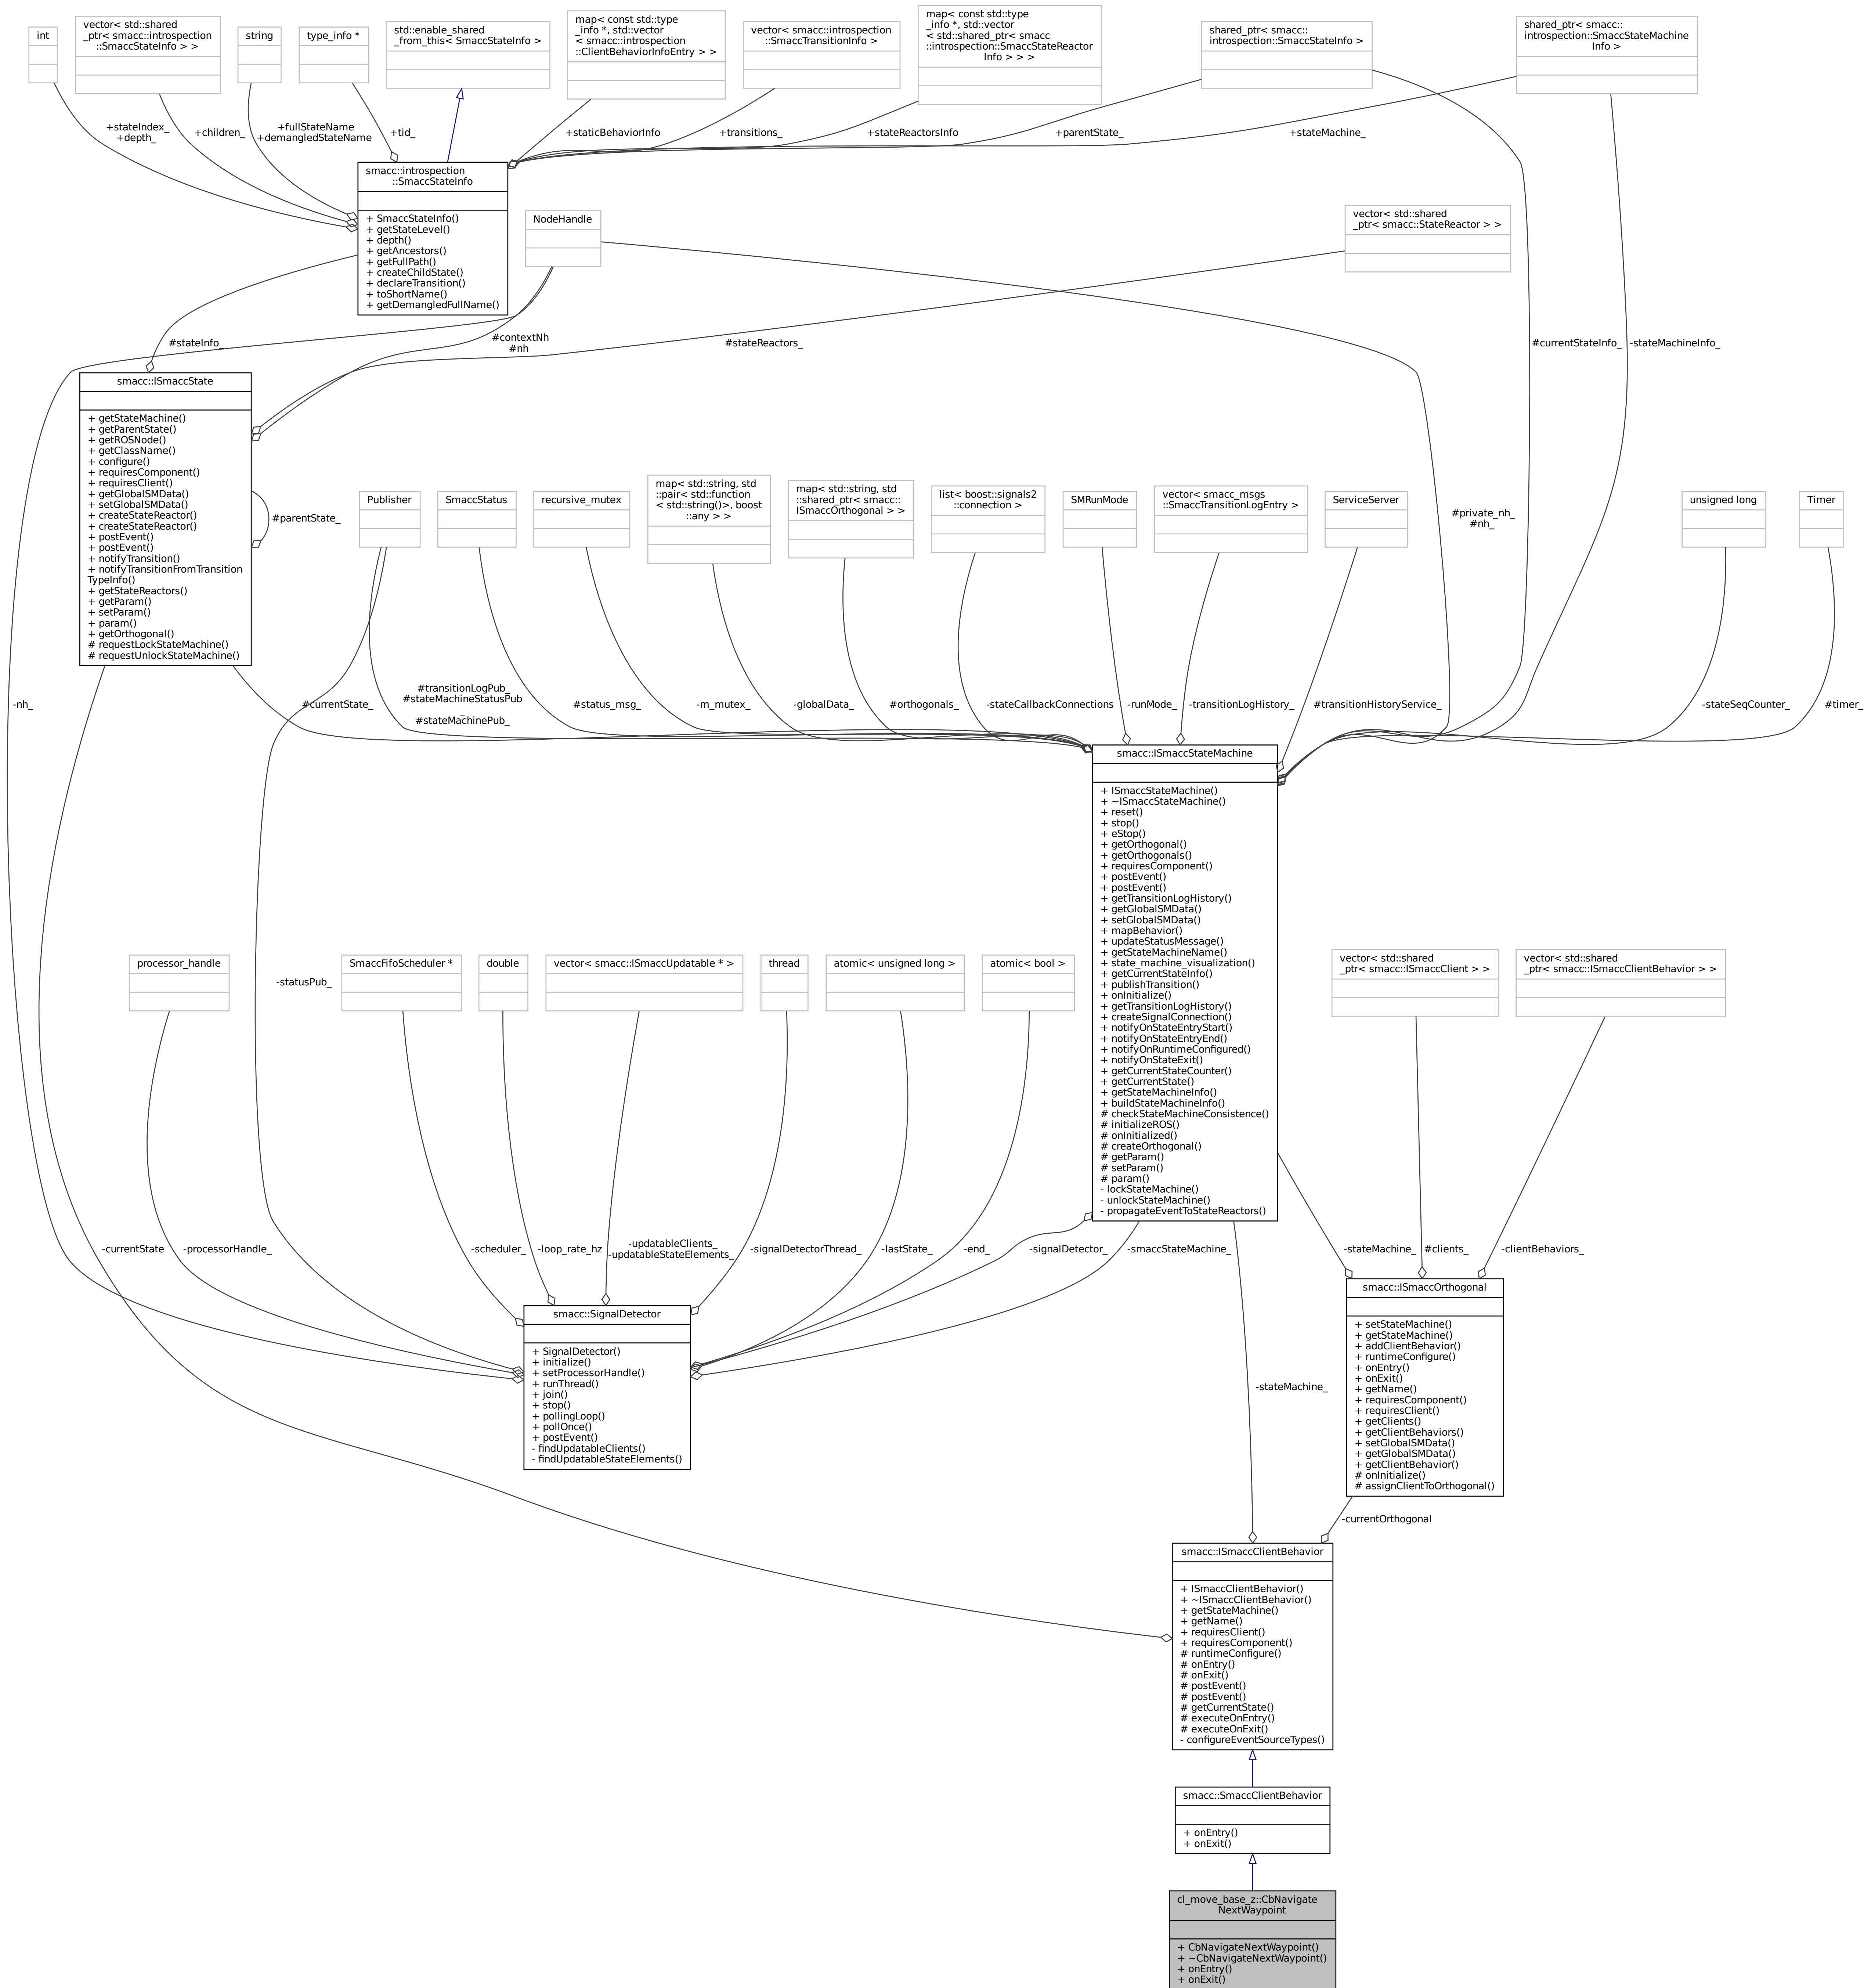 int
vector< std::shared
_ptr< smacc::introspection
::SmaccStateInfo > >
string
type_info *
std::enable_shared
_from_this< SmaccStateInfo >
map< const std::type
_info *, std::vector
< smacc::introspection
::ClientBehaviorInfoEntry > >
vector< smacc::introspection
::SmaccTransitionInfo >
map< const std::type
_info *, std::vector
< std::shared_ptr< smacc
::introspection::SmaccStateReactor
Info > > >
shared_ptr< smacc::
introspection::SmaccStateInfo >
shared_ptr< smacc::
introspection::SmaccStateMachine
Info >
+stateIndex_
+depth_
+children_
+fullStateName
+demangledStateName
+tid_
+staticBehaviorInfo
+transitions_
+stateReactorsInfo
+parentState_
+stateMachine_
smacc::introspection
::SmaccStateInfo
+ SmaccStateInfo()
+ getStateLevel()
+ depth()
+ getAncestors()
+ getFullPath()
+ createChildState()
+ declareTransition()
+ toShortName()
+ getDemangledFullName()
NodeHandle
vector< std::shared
_ptr< smacc::StateReactor > >
#stateInfo_
#contextNh
#nh
#stateReactors_
#currentStateInfo_
-stateMachineInfo_
smacc::ISmaccState
+ getStateMachine()
+ getParentState()
+ getROSNode()
+ getClassName()
+ configure()
+ requiresComponent()
+ requiresClient()
+ getGlobalSMData()
+ setGlobalSMData()
+ createStateReactor()
+ createStateReactor()
+ postEvent()
+ postEvent()
+ notifyTransition()
+ notifyTransitionFromTransition
TypeInfo()
+ getStateReactors()
+ getParam()
+ setParam()
+ param()
+ getOrthogonal()
# requestLockStateMachine()
# requestUnlockStateMachine()
#parentState_
Publisher
SmaccStatus
recursive_mutex
map< std::string, std
::pair< std::function
< std::string()>, boost
::any > >
map< std::string, std
::shared_ptr< smacc::
ISmaccOrthogonal > >
list< boost::signals2
::connection >
SMRunMode
vector< smacc_msgs
::SmaccTransitionLogEntry >
ServiceServer
#private_nh_
#nh_
unsigned long
Timer
-nh_
#currentState_
#transitionLogPub_
#stateMachineStatusPub
_
#stateMachinePub_
#status_msg_
-m_mutex_
-globalData_
#orthogonals_
-stateCallbackConnections
-runMode_
-transitionLogHistory_
#transitionHistoryService_
-stateSeqCounter_
#timer_
smacc::ISmaccStateMachine
+ ISmaccStateMachine()
+ ~ISmaccStateMachine()
+ reset()
+ stop()
+ eStop()
+ getOrthogonal()
+ getOrthogonals()
+ requiresComponent()
+ postEvent()
+ postEvent()
+ getTransitionLogHistory()
+ getGlobalSMData()
+ setGlobalSMData()
+ mapBehavior()
+ updateStatusMessage()
+ getStateMachineName()
+ state_machine_visualization()
+ getCurrentStateInfo()
+ publishTransition()
+ onInitialize()
+ getTransitionLogHistory()
+ createSignalConnection()
+ notifyOnStateEntryStart()
+ notifyOnStateEntryEnd()
+ notifyOnRuntimeConfigured()
+ notifyOnStateExit()
+ getCurrentStateCounter()
+ getCurrentState()
+ getStateMachineInfo()
+ buildStateMachineInfo()
# checkStateMachineConsistence()
# initializeROS()
# onInitialized()
# createOrthogonal()
# getParam()
# setParam()
# param()
- lockStateMachine()
- unlockStateMachine()
- propagateEventToStateReactors()
processor_handle
-statusPub_
SmaccFifoScheduler *
double
vector< smacc::ISmaccUpdatable * >
thread
atomic< unsigned long >
atomic< bool >
vector< std::shared
_ptr< smacc::ISmaccClient > >
vector< std::shared
_ptr< smacc::ISmaccClientBehavior > >
-currentState
-processorHandle_
-scheduler_
-loop_rate_hz
-updatableClients_
-updatableStateElements_
-signalDetectorThread_
-lastState_
-end_
-signalDetector_
-smaccStateMachine_
-stateMachine_
#clients_
-clientBehaviors_
smacc::SignalDetector
+ SignalDetector()
+ initialize()
+ setProcessorHandle()
+ runThread()
+ join()
+ stop()
+ pollingLoop()
+ pollOnce()
+ postEvent()
- findUpdatableClients()
- findUpdatableStateElements()
smacc::ISmaccOrthogonal
+ setStateMachine()
+ getStateMachine()
+ addClientBehavior()
+ runtimeConfigure()
+ onEntry()
+ onExit()
+ getName()
+ requiresComponent()
+ requiresClient()
+ getClients()
+ getClientBehaviors()
+ setGlobalSMData()
+ getGlobalSMData()
+ getClientBehavior()
# onInitialize()
# assignClientToOrthogonal()
-stateMachine_
-currentOrthogonal
smacc::ISmaccClientBehavior
+ ISmaccClientBehavior()
+ ~ISmaccClientBehavior()
+ getStateMachine()
+ getName()
+ requiresClient()
+ requiresComponent()
# runtimeConfigure()
# onEntry()
# onExit()
# postEvent()
# postEvent()
# getCurrentState()
# executeOnEntry()
# executeOnExit()
- configureEventSourceTypes()
smacc::SmaccClientBehavior
+ onEntry()
+ onExit()
cl_move_base_z::CbNavigate
NextWaypoint
+ CbNavigateNextWaypoint()
+ ~CbNavigateNextWaypoint()
+ onEntry()
+ onExit()